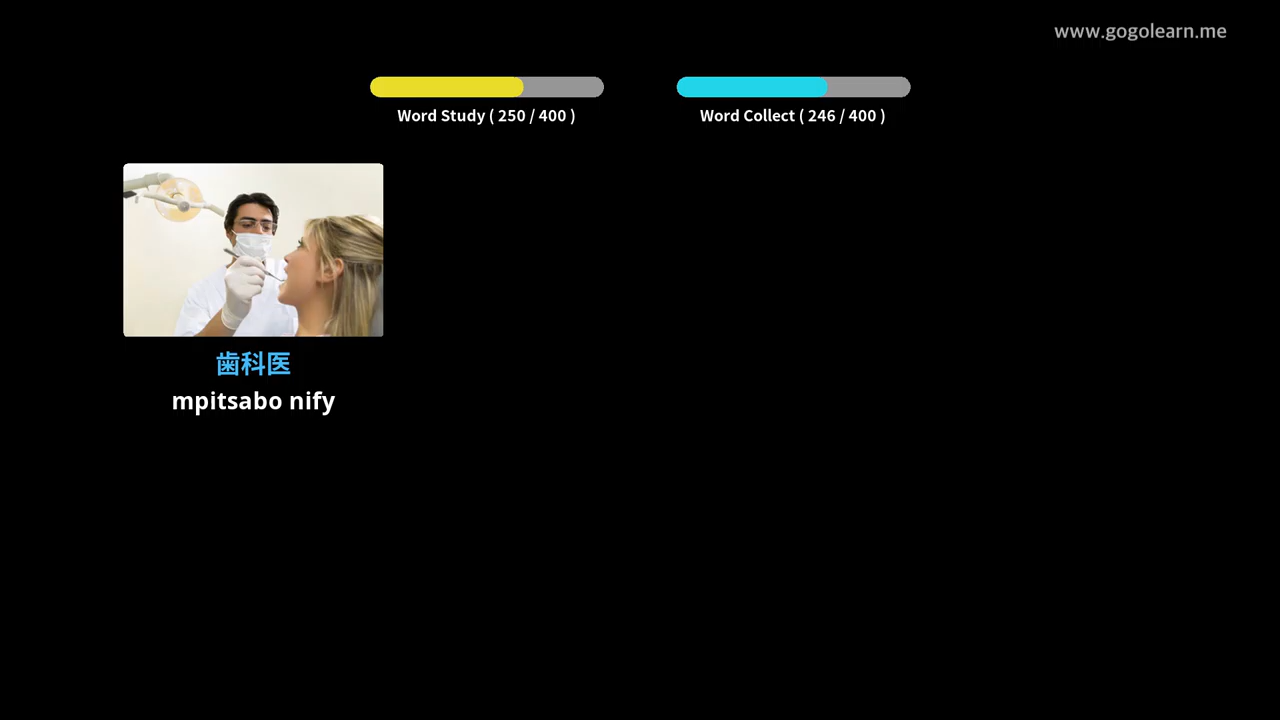 www.gogolearn.me
Word Study ( 250 / 400 )
Word Collect ( 246 / 400 )
歯科医
mpitsabo nify